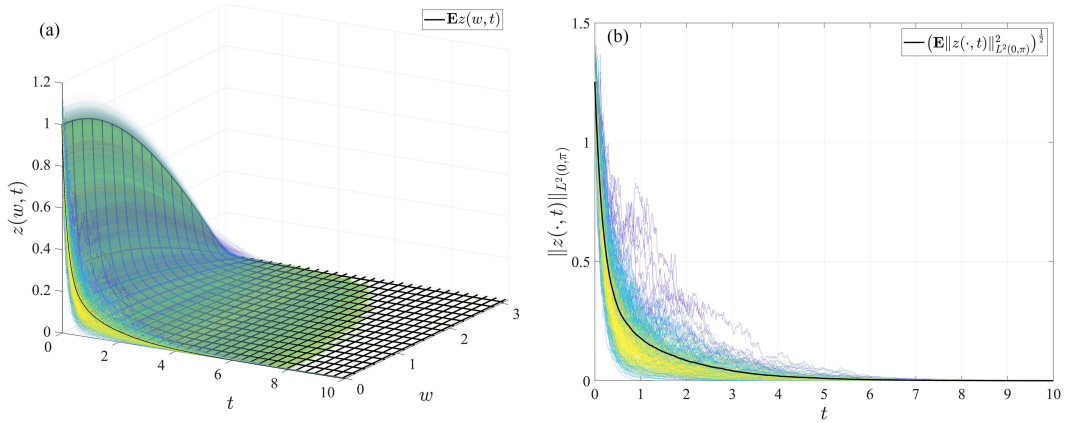 (a)
𝐄z(w, t)
1.2
1
0.8
0.6
0.4
0.2
0
z(w, t)
0
2
4
6
8
10
t
0
1
2
3
w
(b)
(𝐄‖z(·, t)‖²_{L²(0,π)})^{1/2}
1.5
1
0.5
0
‖z(·, t)‖_{L²(0,π)}
0 1 2 3 4 5 6 7 8 9 10
t